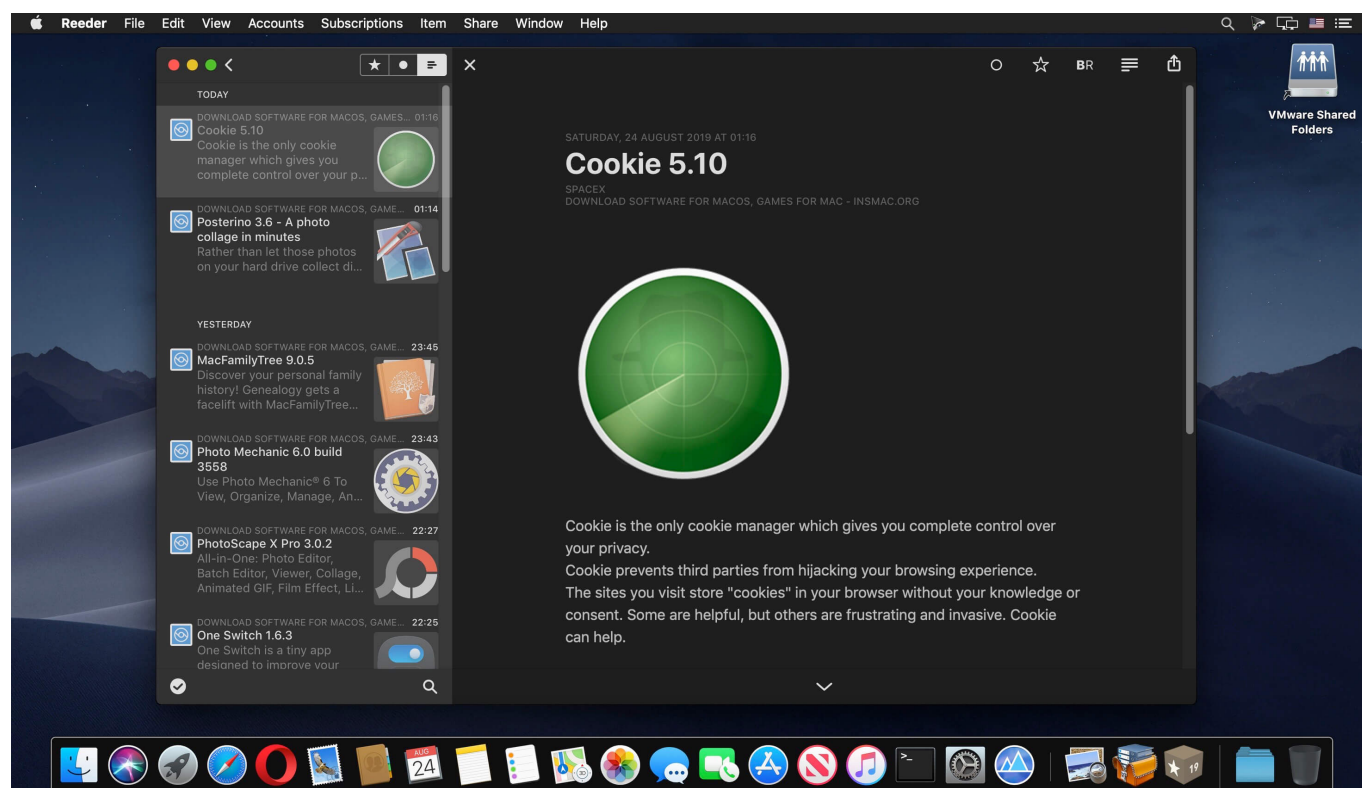 Reeder File Edit View Accounts Subscriptions Item Share Window Help
VMware Shared
Folders
TODAY
DOWNLOAD SOFTWARE FOR MACOS, GAMES... 01:16
Cookie 5.10
Cookie is the only cookie
manager which gives you
complete control over your p...
DOWNLOAD SOFTWARE FOR MACOS, GAME... 01:14
Posterino 3.6 - A photo
collage in minutes
Rather than let those photos
on your hard drive collect di...
YESTERDAY
DOWNLOAD SOFTWARE FOR MACOS, GAME... 23:45
MacFamilyTree 9.0.5
Discover your personal family
history! Genealogy gets a
facelift with MacFamilyTree...
DOWNLOAD SOFTWARE FOR MACOS, GAME... 23:43
Photo Mechanic 6.0 build
3558
Use Photo Mechanic® 6 To
View, Organize, Manage, An...
DOWNLOAD SOFTWARE FOR MACOS, GAME... 22:27
PhotoScape X Pro 3.0.2
All-in-One: Photo Editor,
Batch Editor, Viewer, Collage,
Animated GIF, Film Effect, Li...
DOWNLOAD SOFTWARE FOR MACOS, GAME... 22:25
One Switch 1.6.3
One Switch is a tiny app
designed to improve your
BR
SATURDAY, 24 AUGUST 2019 AT 01:16
Cookie 5.10
SPACEX
DOWNLOAD SOFTWARE FOR MACOS, GAMES FOR MAC - INSMAC.ORG
Cookie is the only cookie manager which gives you complete control over
your privacy.
Cookie prevents third parties from hijacking your browsing experience.
The sites you visit store "cookies" in your browser without your knowledge or
consent. Some are helpful, but others are frustrating and invasive. Cookie
can help.
AUG
24
3D
>_
19